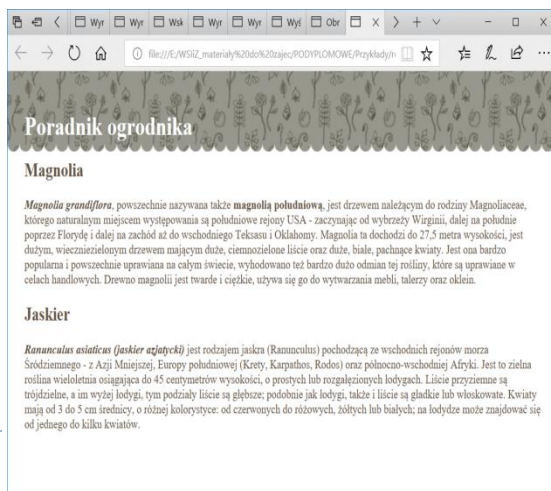 Wyr
Wyr
Wsk
Wyr
Wyr
Wyś
Obr
file:///E:/WSIiZ_materiały%20do%20zajec/PODYPLOMOWE/Przykłady/n
Poradnik ogrodnika
Magnolia
Magnolia grandiflora, powszechnie nazywana także magnolią południową, jest drzewem należącym do rodziny Magnoliaceae,
którego naturalnym miejscem występowania są południowe rejony USA - zaczynając od wybrzeży Wirginii, dalej na południe
poprzez Florydę i dalej na zachód aż do wschodniego Teksasu i Oklahomy. Magnolia ta dochodzi do 27,5 metra wysokości, jest
dużym, wieczniezielonym drzewem mającym duże, ciemnozielone liście oraz duże, białe, pachnące kwiaty. Jest ona bardzo
popularna i powszechnie uprawiana na całym świecie, wyhodowano też bardzo dużo odmian tej rośliny, które są uprawiane w
celach handlowych. Drewno magnolii jest twarde i ciężkie, używa się go do wytwarzania mebli, talerzy oraz oklein.
Jaskier
Ranunculus asiaticus (jaskier azjatycki) jest rodzajem jaskra (Ranunculus) pochodzącą ze wschodnich rejonów morza
Śródziemnego - z Azji Mniejszej, Europy południowej (Krety, Karpathos, Rodos) oraz północno-wschodniej Afryki. Jest to zielna
roślina wieloletnia osiągająca do 45 centymetrów wysokości, o prostych lub rozgałęzionych łodygach. Liście przyziemne są
trójdzielne, a im wyżej łodygi, tym podziały liście są głębsze; podobnie jak łodygi, także i liście są gładkie lub włoskowate. Kwiaty
mają od 3 do 5 cm średnicy, o różnej kolorystyce: od czerwonych do różowych, żółtych lub białych; na łodydze może znajdować się
od jednego do kilku kwiatów.